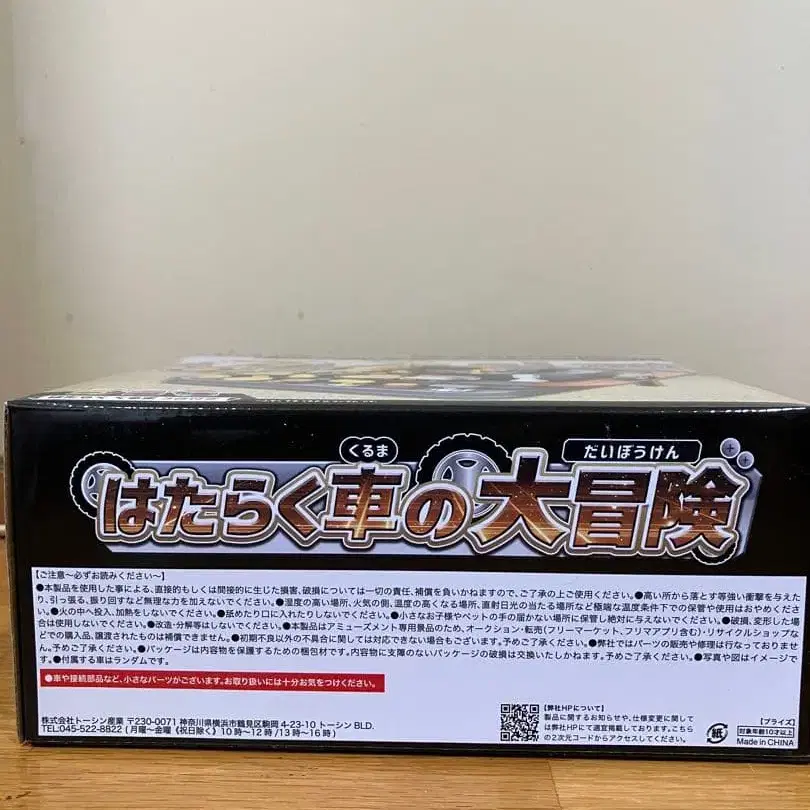 くるま
だいぼうけん
はたらく車の大冒険
【ご注意～必ずお読みください～】
●本製品を使用した事による、直接的もしくは間接的に生じた損害、破損については一切の責任、補償を負いかねますので、ご了承の上ご使用ください。●高い所から落とす等強い衝撃を与えた
り、引っ張る、振り回すなど無理な力を加えないでください。●湿度の高い場所、火気の側、温度の高くなる場所、直射日光の当たる場所など極端な温度条件下での保管や使用はおやめくださ
い。●火の中へ投入、加熱をしないでください。●舐めたり口に入れたりしないでください。●小さなお子様やペットの手の届かない場所に保管し絶対に与えないでください。●破損、変形した場合
は使用しないでください。●改造・分解等はしないでください。●本製品はアミューズメント専用景品のため、オークション・転売(フリーマーケット、フリマアプリ含む)・リサイクルショップな
どでの購入品、譲渡されたものは補償できません。●初期不良以外の不具合に関しては対応できない場合もございます。予めご了承ください。●弊社ではパーツの販売や修理は行なっておりませ
ん。予めご了承ください。●パッケージは内容物を保護するための梱包材です。内容物に支障のないパッケージの破損は交換いたしかねます。予めご了承ください。●写真や図はイメージで
す。●付属する車はランダムです。
●車や接続部品など、小さなパーツがございます。お取り扱いには十分お気をつけください。
株式会社トーシン産業 〒230-0071 神奈川県横浜市鶴見区駒岡 4-23-10 トーシン BLD.
TEL:045-522-8822 (月曜～金曜《祝日除く》10時～12時/13時～16時)
【弊社HPについて】
製品に関するお知らせや、仕様変更に関して
は弊社HPにて適宜掲載しております。こちら
の2次元コードからアクセスしてください。
紙
【プライズ】
対象年齢10才以上
Made in CHINA